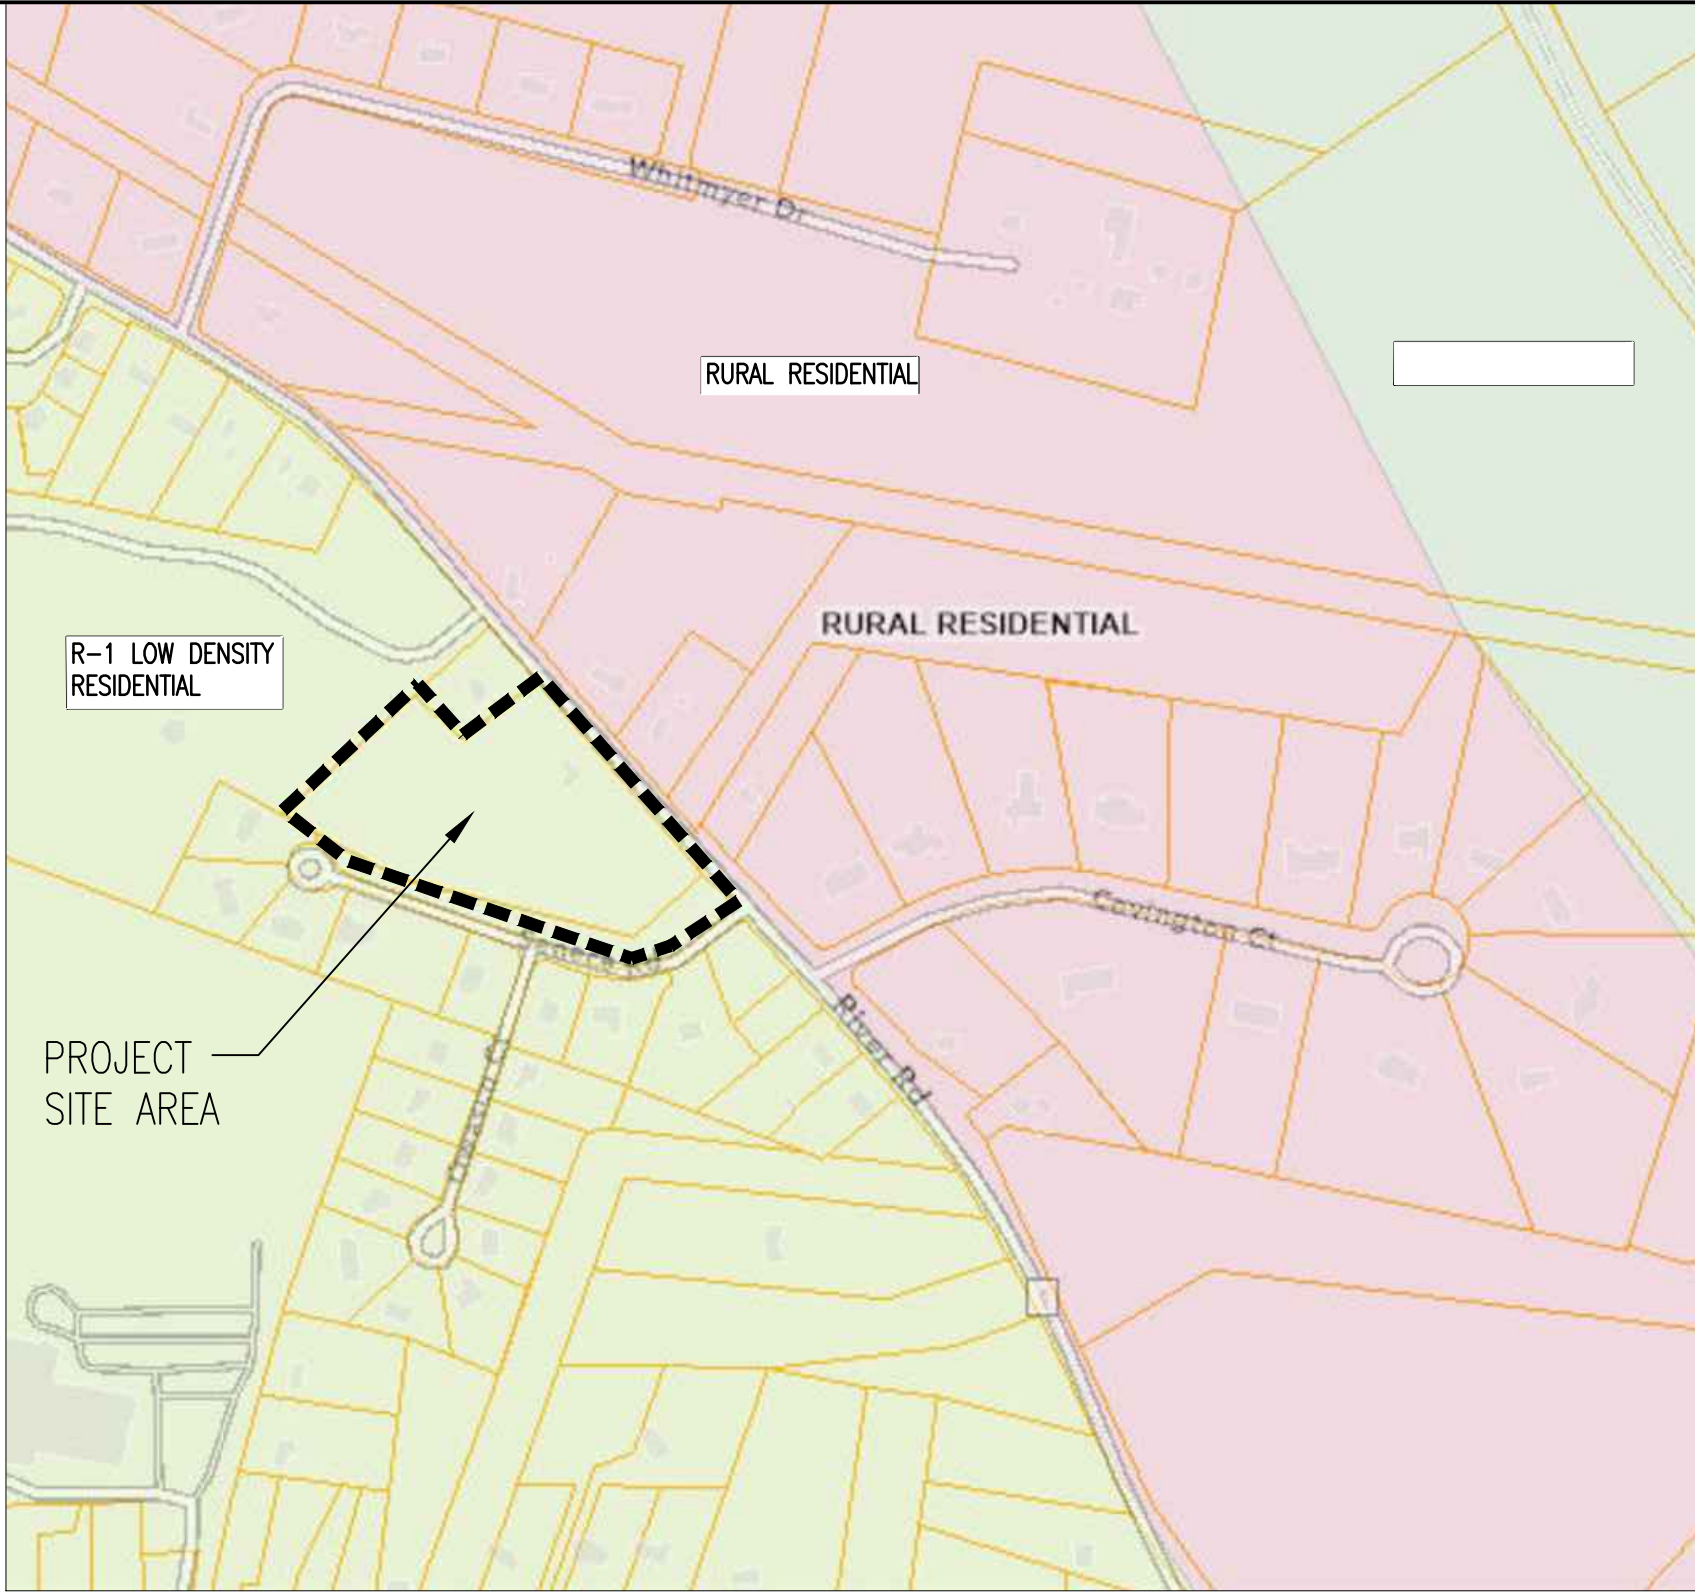 Whitmyer Dr
RURAL RESIDENTIAL
RURAL RESIDENTIAL
R-1 LOW DENSITY
RESIDENTIAL
Covington Ct
River Rd
PROJECT
SITE AREA